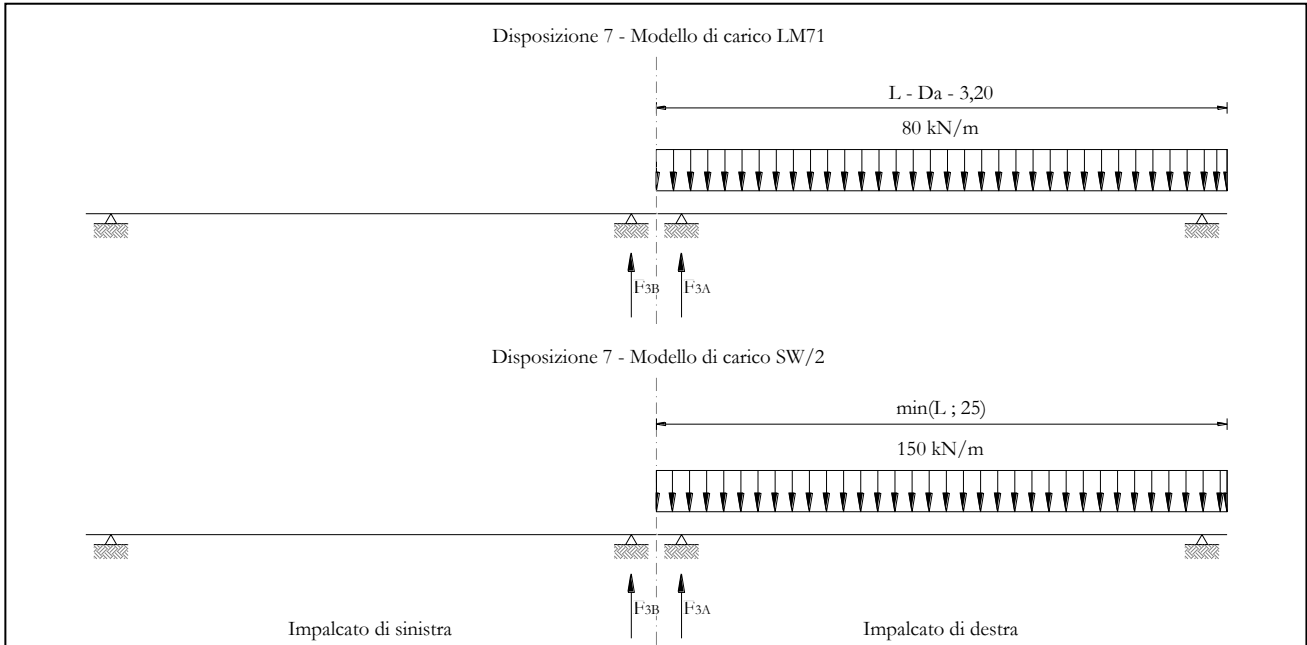 Disposizione 7 - Modello di carico LM71
L - Da - 3,20
80 kN/m
F3B
F3A
Disposizione 7 - Modello di carico SW/2
min(L ; 25)
150 kN/m
F3B
F3A
Impalcato di sinistra
Impalcato di destra